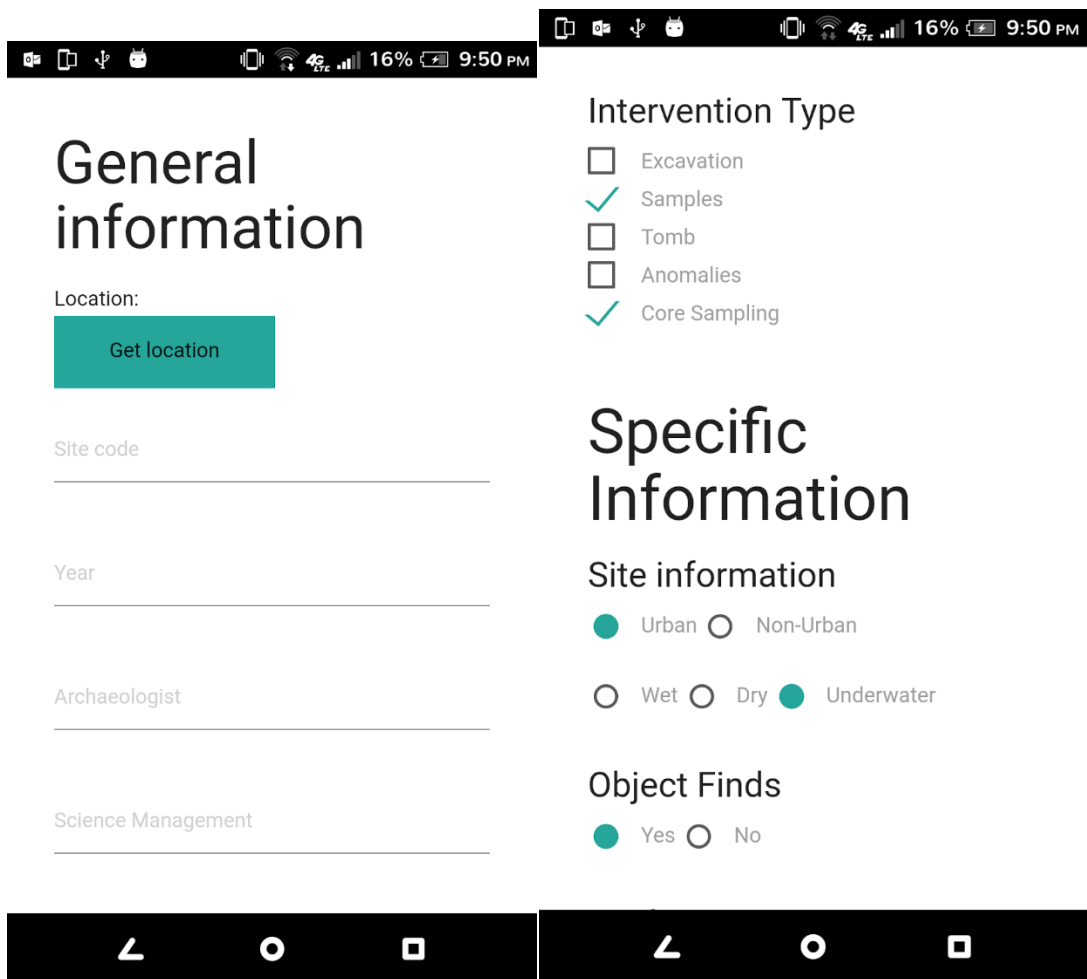 16% 9:50 PM
General
information
Location:
Get location
Site code
Year
Archaeologist
Science Management
16% 9:50 PM
Intervention Type
Excavation
Samples
Tomb
Anomalies
Core Sampling
Specific
Information
Site information
Urban Non-Urban
Wet Dry Underwater
Object Finds
Yes No